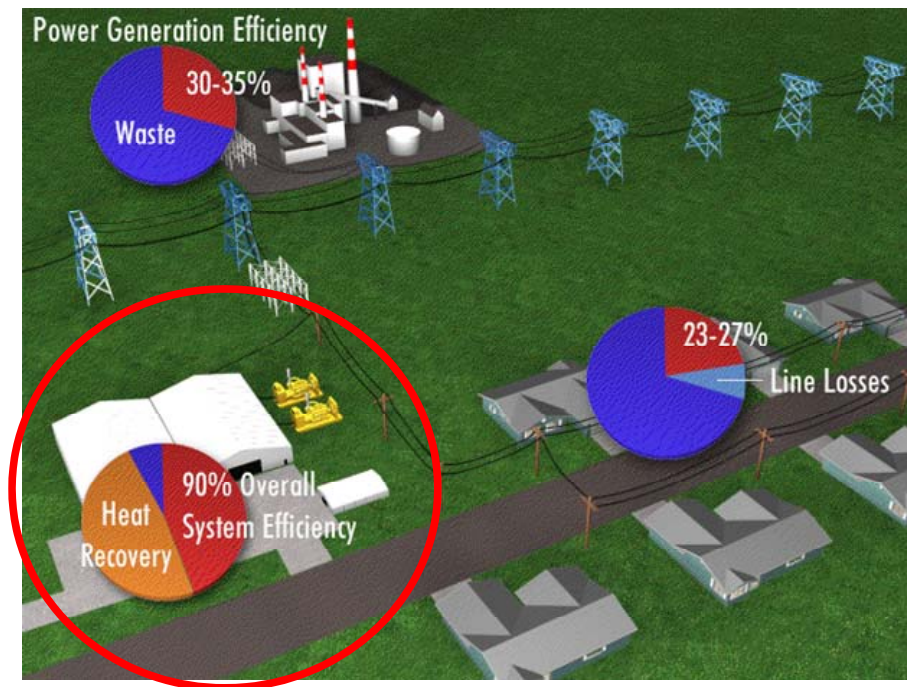 Power Generation Efficiency
30-35%
Waste
23-27%
Line Losses
90% Overall
System Efficiency
Heat
Recovery